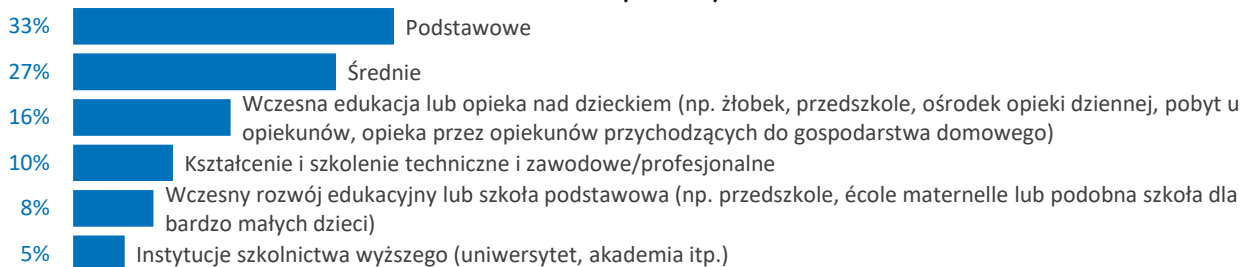 33% Podstawowe
27% Średnie
16% Wczesna edukacja lub opieka nad dzieckiem (np. żłobek, przedszkole, ośrodek opieki dziennej, pobyt u
opiekunów, opieka przez opiekunów przychodzących do gospodarstwa domowego)
10% Kształcenie i szkolenie techniczne i zawodowe/profesjonalne
8% Wczesny rozwój edukacyjny lub szkoła podstawowa (np. przedszkole, école maternelle lub podobna szkoła dla
bardzo małych dzieci)
5% Instytucje szkolnictwa wyższego (uniwersytet, akademia itp.)